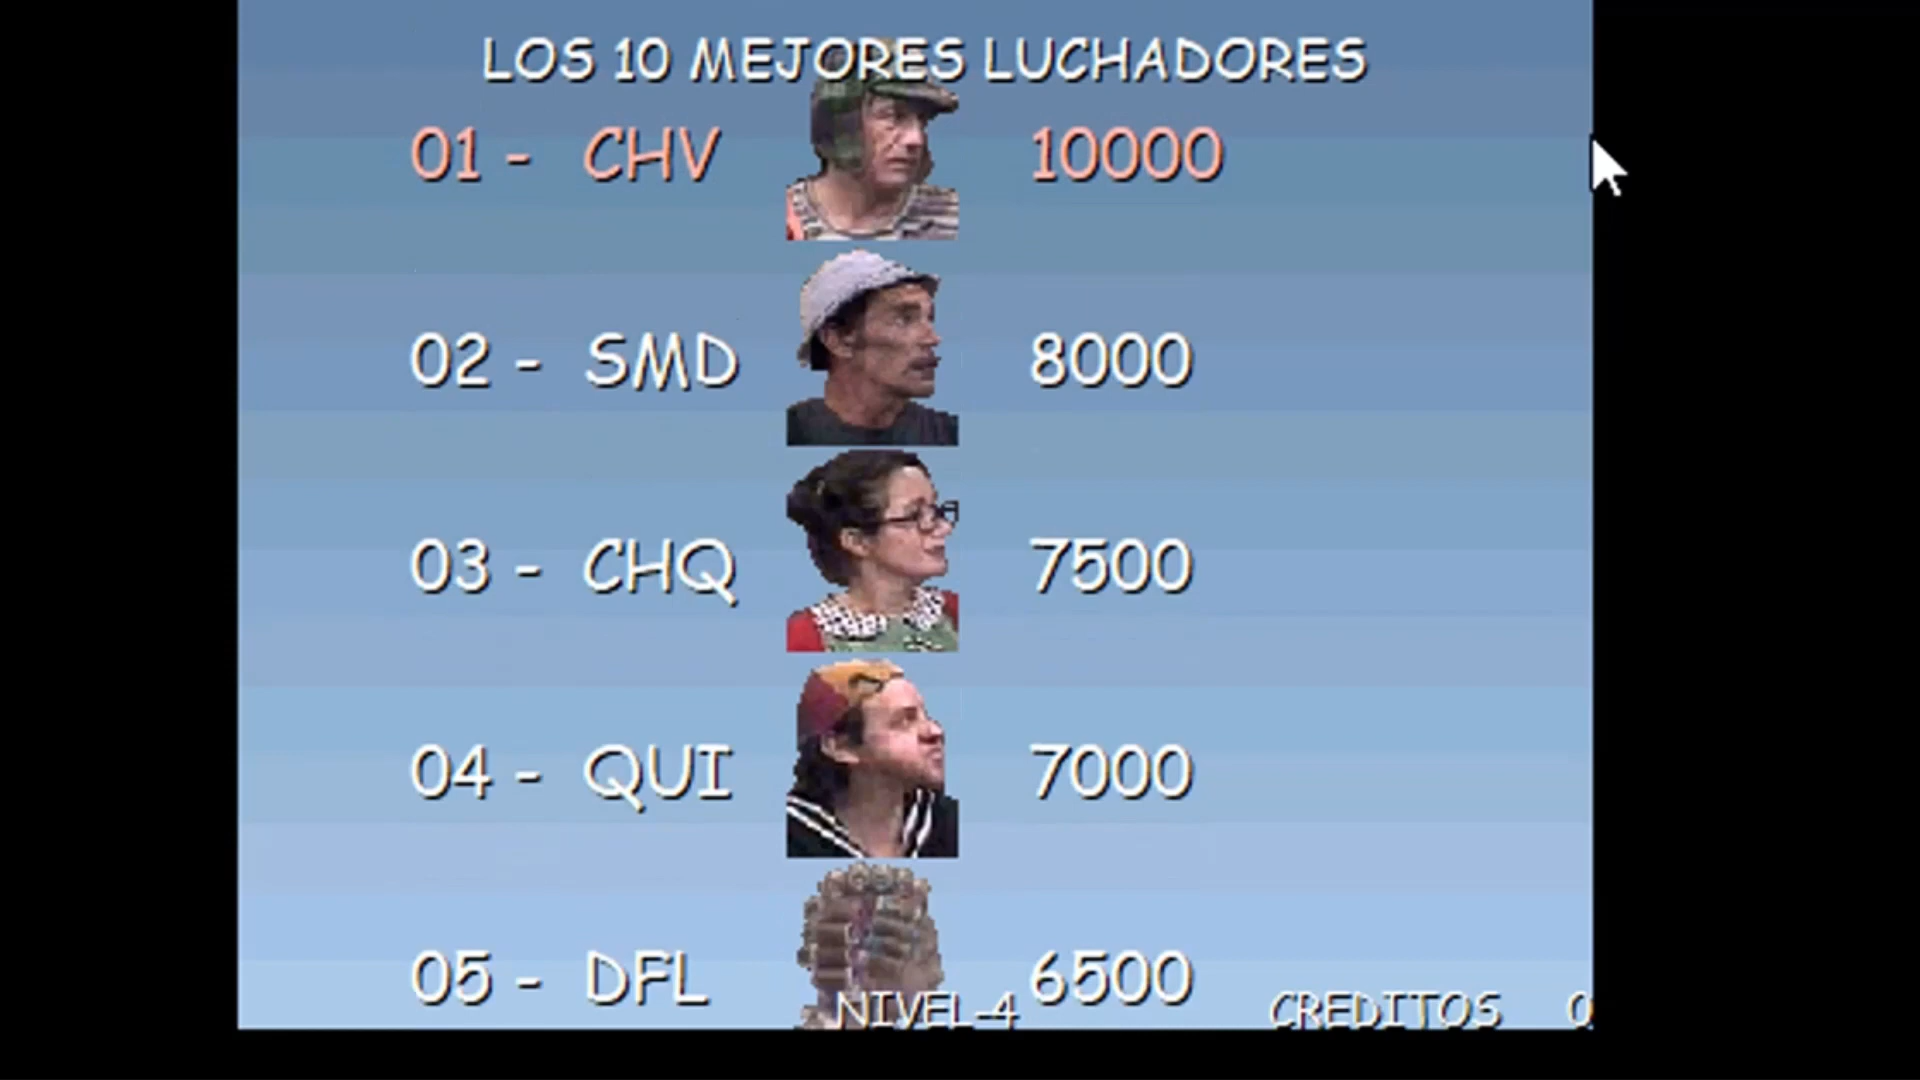 LOS 10 MEJORES LUCHADORES
01 - CHV 10000
02 - SMD 8000
03 - CHQ 7500
04 - QUI 7000
05 - DFL 6500
NIVEL-4 CREDITOS 0